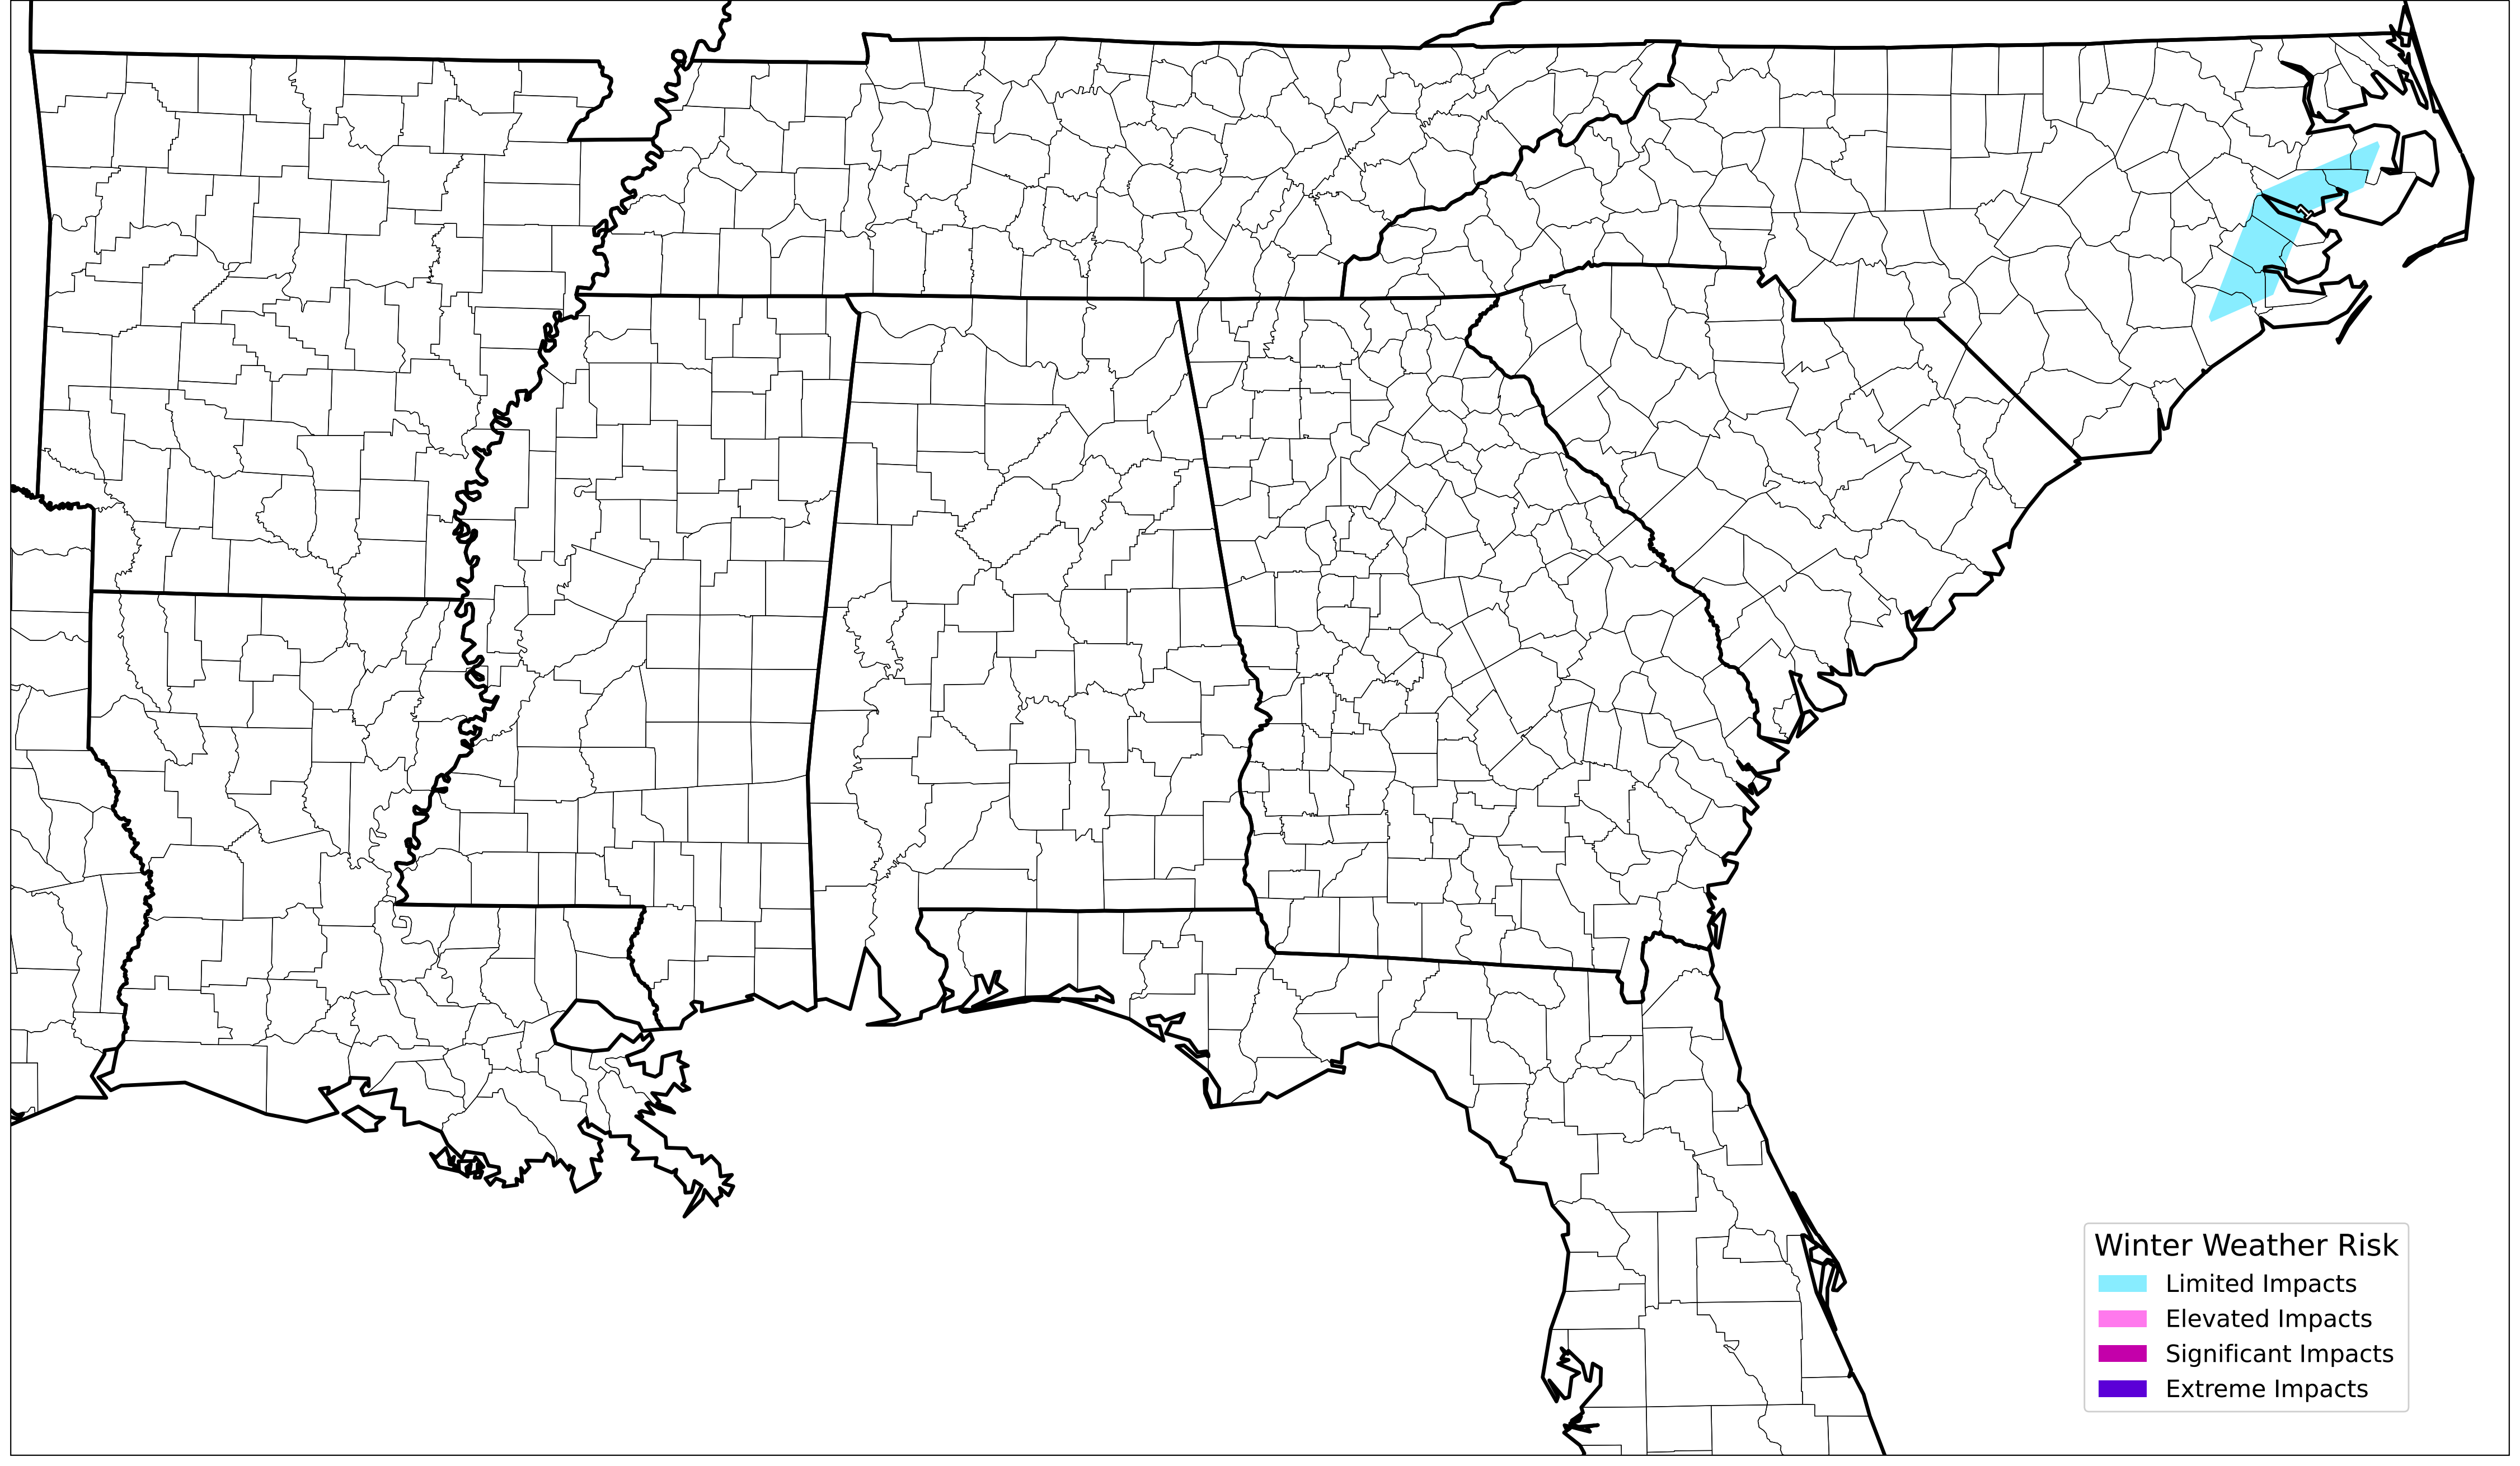 Winter Weather Risk
Limited Impacts
Elevated Impacts
Significant Impacts
Extreme Impacts